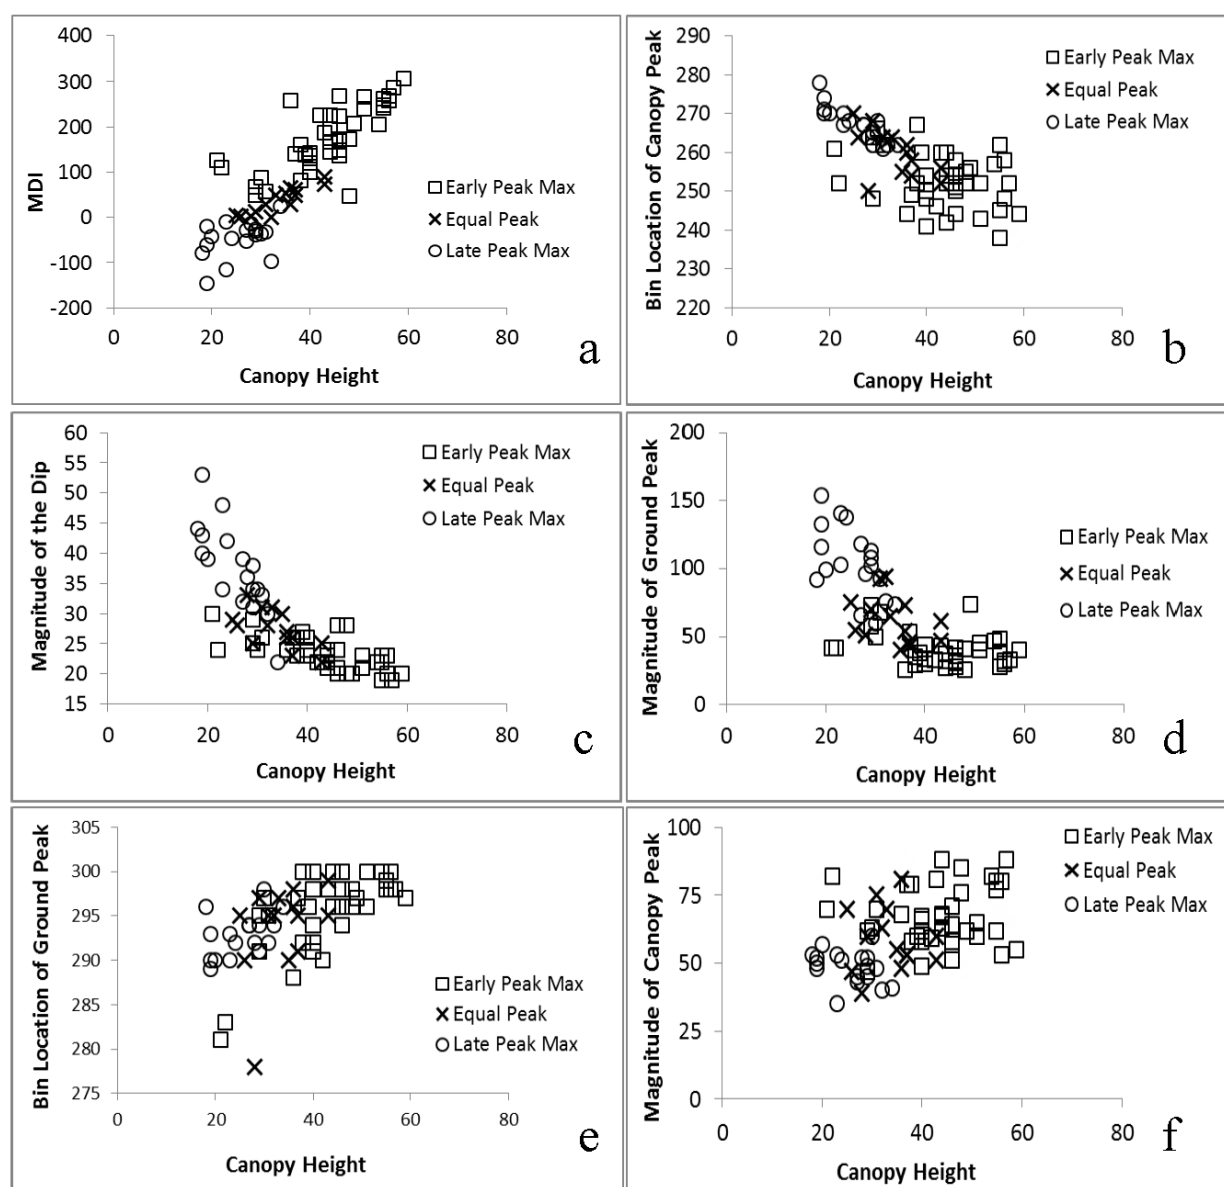 400
300
200
100
0
-100
-200
MDI
Early Peak Max
Equal Peak
Late Peak Max
0 20 40 60 80
Canopy Height
a
290
280
270
260
250
240
230
220
Bin Location of Canopy Peak
Early Peak Max
Equal Peak
Late Peak Max
0 20 40 60 80
Canopy Height
b
60
55
50
45
40
35
30
25
20
15
Magnitude of the Dip
Early Peak Max
Equal Peak
Late Peak Max
0 20 40 60 80
Canopy Height
c
200
150
100
50
0
Magnitude of Ground Peak
Early Peak Max
Equal Peak
Late Peak Max
0 20 40 60 80
Canopy Height
d
305
300
295
290
285
280
275
Bin Location of Ground Peak
Early Peak Max
Equal Peak
Late Peak Max
0 20 40 60 80
Canopy Height
e
100
75
50
25
0
Magnitude of Canopy Peak
Early Peak Max
Equal Peak
Late Peak Max
0 20 40 60 80
Canopy Height
f